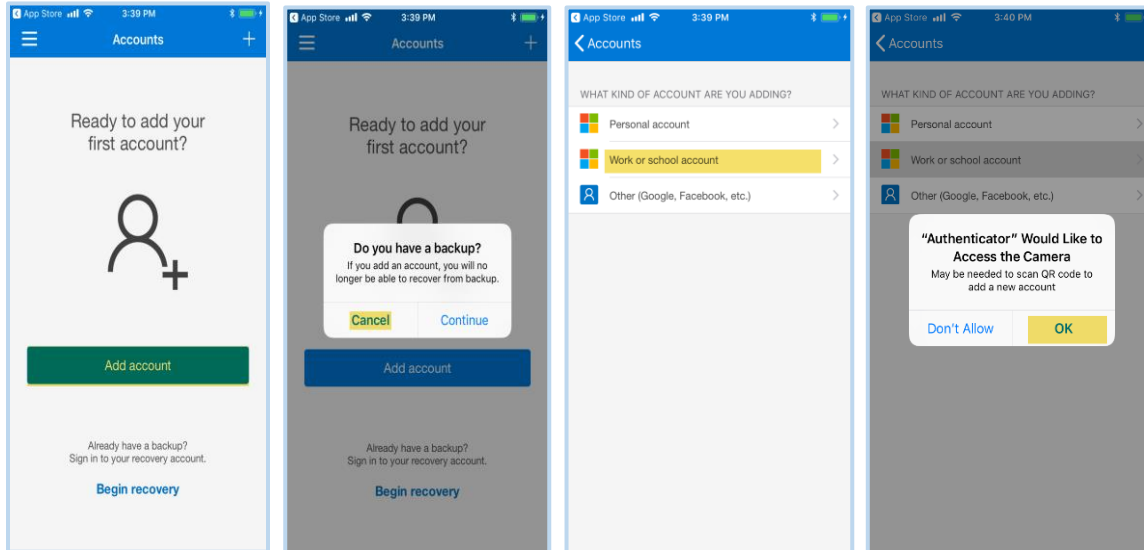 App Store 3:39 PM
Accounts
Ready to add your
first account?
Add account
Already have a backup?
Sign in to your recovery account.
Begin recovery
App Store 3:39 PM
Accounts
Ready to add your
first account?
Do you have a backup?
If you add an account, you will no
longer be able to recover from backup.
Cancel Continue
Add account
Already have a backup?
Sign in to your recovery account.
Begin recovery
App Store 3:39 PM
Accounts
WHAT KIND OF ACCOUNT ARE YOU ADDING?
Personal account
Work or school account
Other (Google, Facebook, etc.)
App Store 3:40 PM
Accounts
WHAT KIND OF ACCOUNT ARE YOU ADDING?
Personal account
Work or school account
Other (Google, Facebook, etc.)
“Authenticator” Would Like to
Access the Camera
May be needed to scan QR code to
add a new account
Don't Allow OK